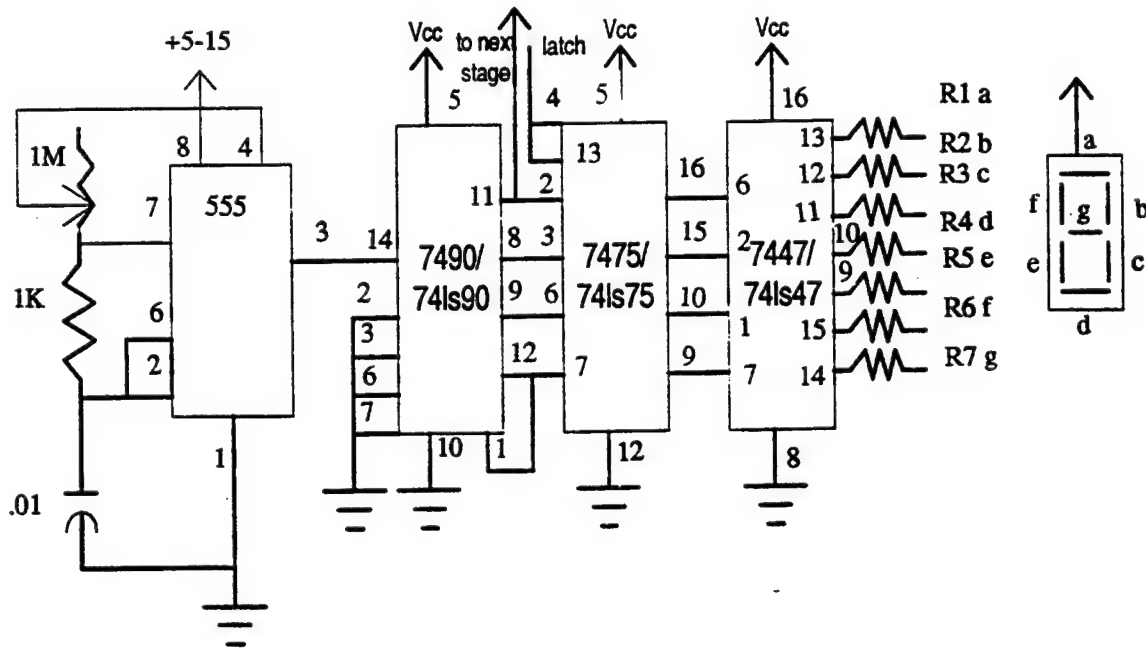 +5-15
Vcc
to next
stage
latch
Vcc
Vcc
5
4
5
16
R1 a
8
4
1M
555
7
3
6
2
1K
.01
1
14
7490/
74ls90
11
8
9
12
2
3
6
7
10
1
13
2
3
6
7
7475/
74ls75
16
15
10
9
12
6
2
1
7
7447/
74ls47
13
12
11
10
9
15
14
8
R2 b
R3 c
R4 d
R5 e
R6 f
R7 g
a
f
g
b
e
c
d